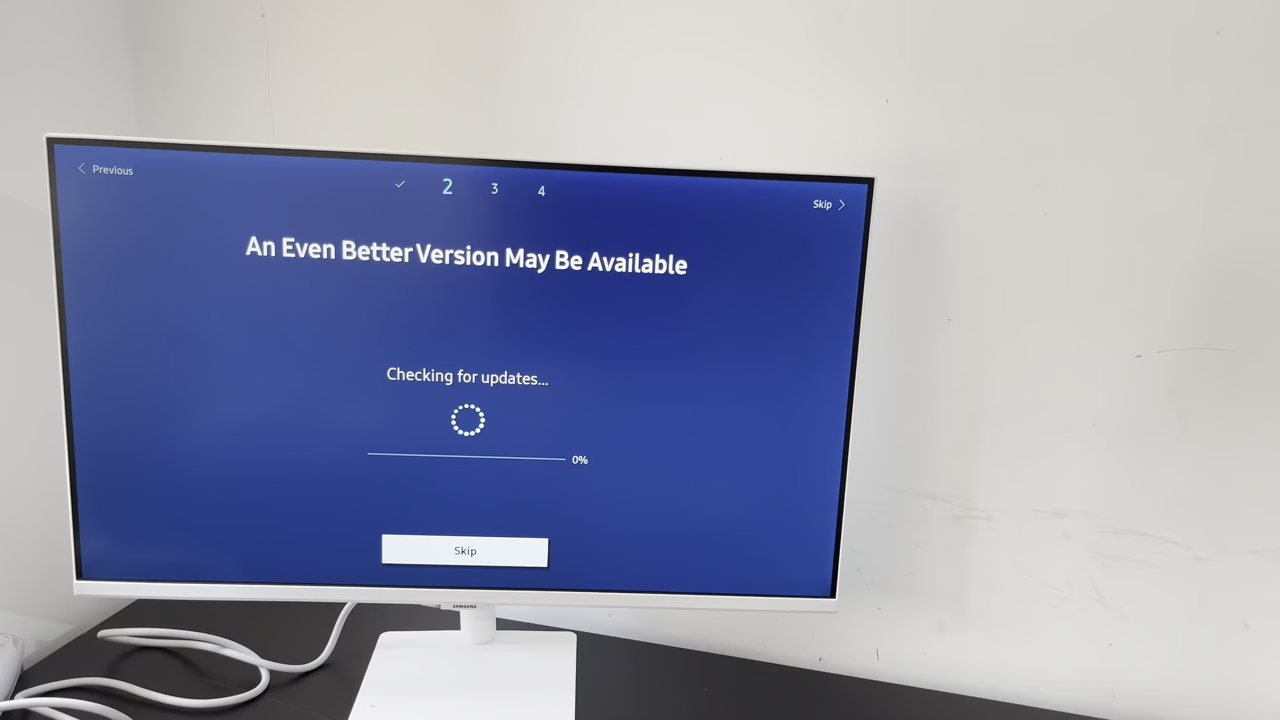 Previous
2 3 4
Skip
An Even Better Version May Be Available
Checking for updates...
0%
Skip
SAMSUNG